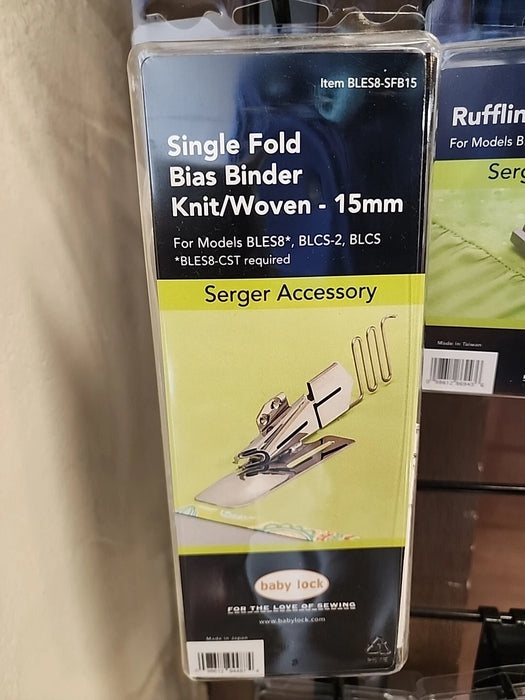 Item BLES8-SFB15
Single Fold
Bias Binder
Knit/Woven - 15mm
For Models BLES8*, BLCS-2, BLCS
*BLES8-CST required
Serger Accessory
baby lock
FOR THE LOVE OF SEWING
www.babylock.com
Made in Japan
Rufflin
For Models B
Serg
Made in Taiwan